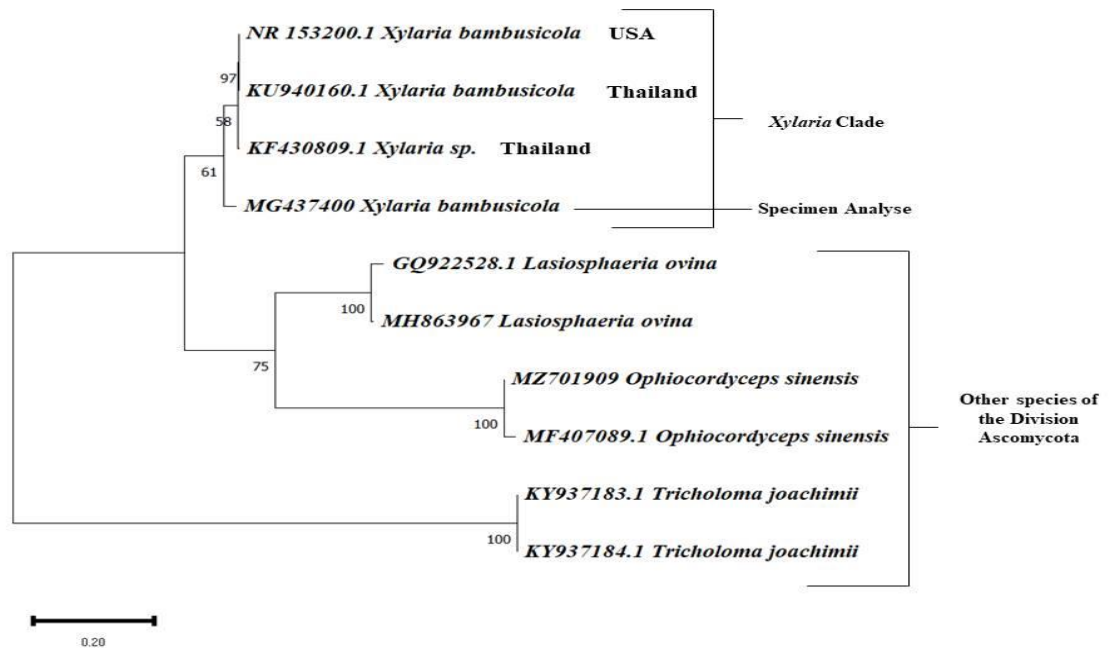 NR 153200.1 Xylaria bambusicola USA
97
KU940160.1 Xylaria bambusicola Thailand
58
Xylaria Clade
KF430809.1 Xylaria sp. Thailand
61
MG437400 Xylaria bambusicola
Specimen Analyse
GQ922528.1 Lasiosphaeria ovina
100
MH863967 Lasiosphaeria ovina
75
MZ701909 Ophiocordyceps sinensis
100
MF407089.1 Ophiocordyceps sinensis
Other species of
the Division
Ascomycota
KY937183.1 Tricholoma joachimii
100
KY937184.1 Tricholoma joachimii
0.20